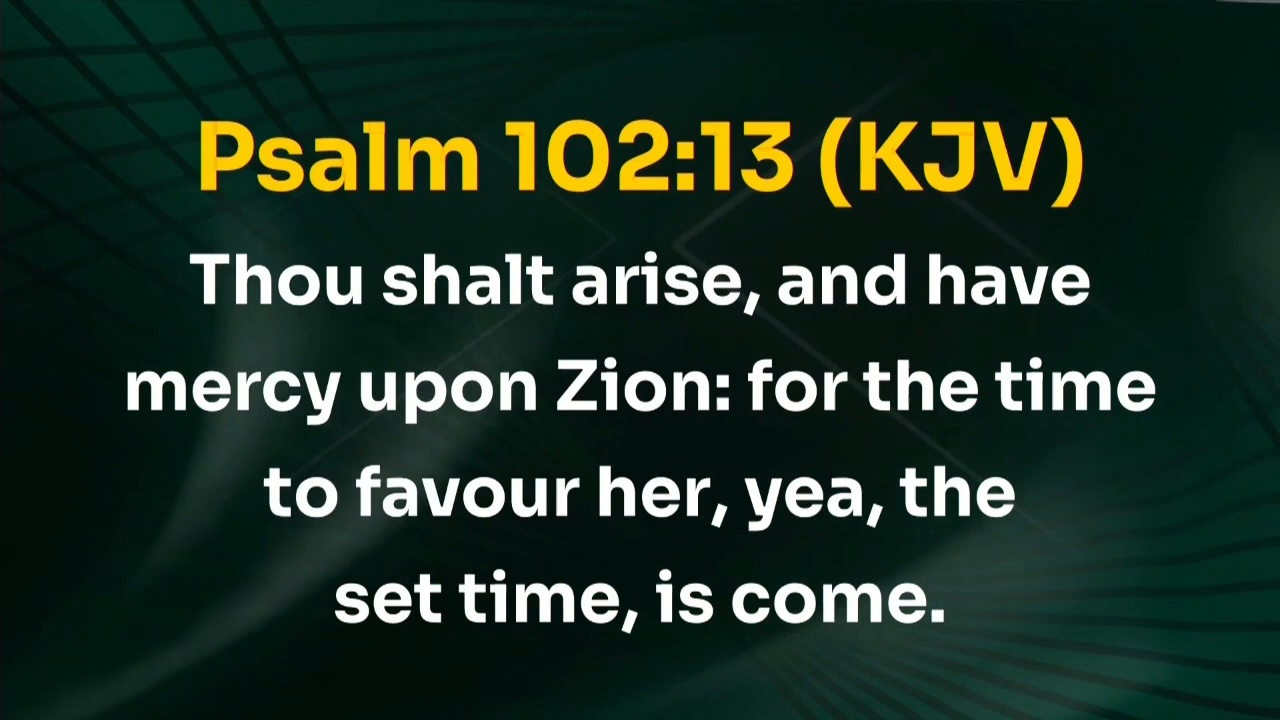 Psalm 102:13 (KJV)
Thou shalt arise, and have
mercy upon Zion: for the time
to favour her, yea, the
set time, is come.